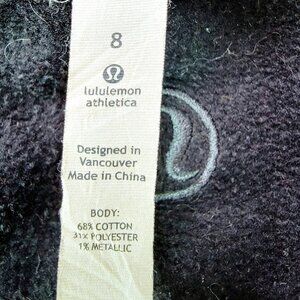 8
lululemon
athletica
Designed in
Vancouver
Made in China
BODY:
68% COTTON
31% POLYESTER
1% METALLIC